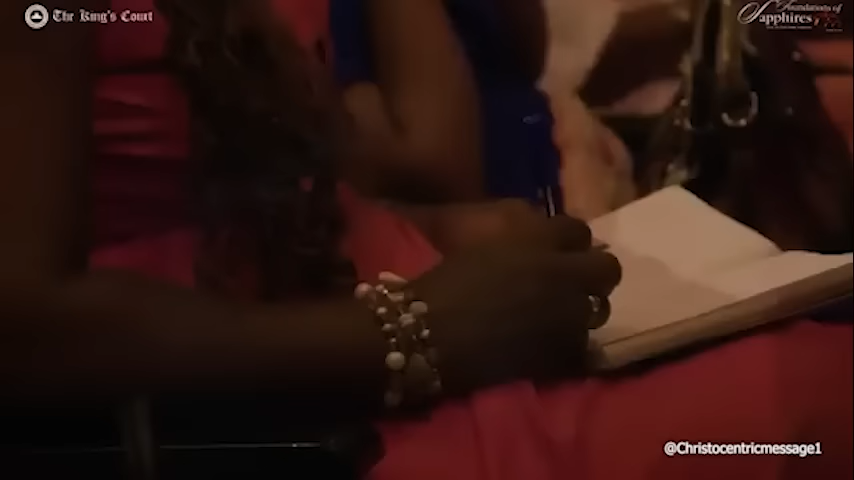 The King's Court
Foundations of
Sapphires
@Christocentricmessage1